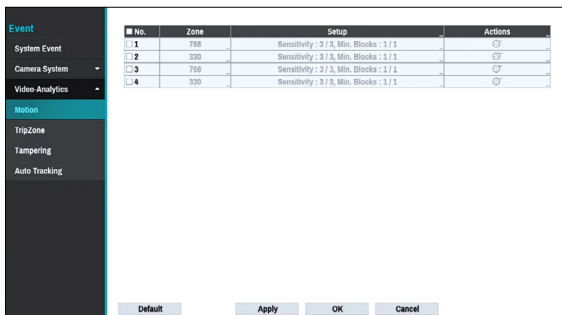 Event
System Event
Camera System
Video-Analytics
Motion
TripZone
Tampering
Auto Tracking
No. Zone Setup Actions
1 768 Sensitivity : 3 / 3, Min. Blocks : 1 / 1
2 330 Sensitivity : 3 / 3, Min. Blocks : 1 / 1
3 768 Sensitivity : 3 / 3, Min. Blocks : 1 / 1
4 330 Sensitivity : 3 / 3, Min. Blocks : 1 / 1
Default Apply OK Cancel